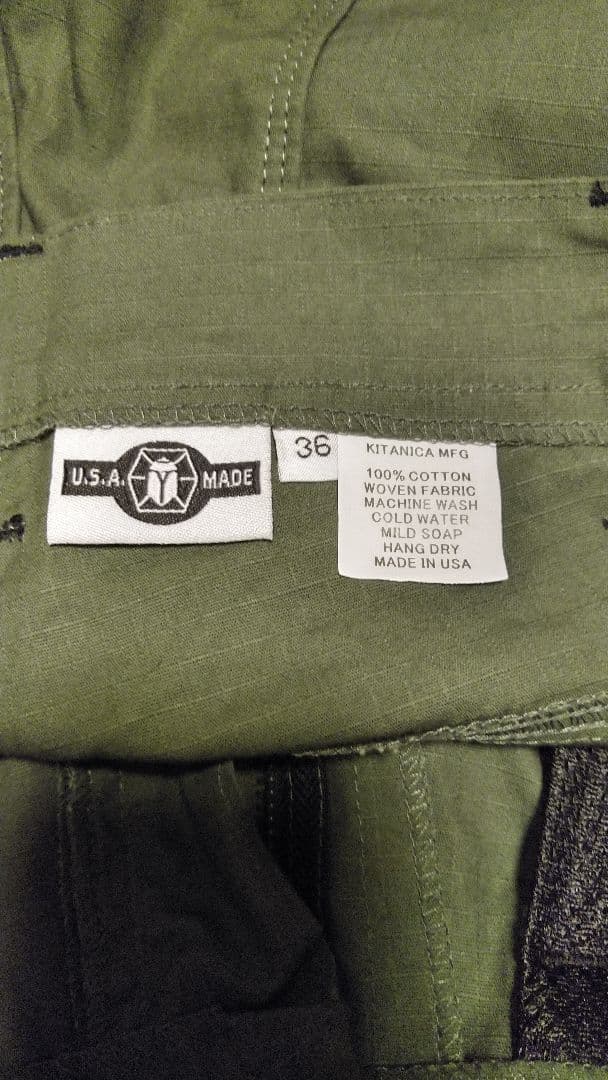 U.S.A. MADE
36
KITANICA MFG
100% COTTON
WOVEN FABRIC
MACHINE WASH
COLD WATER
MILD SOAP
HANG DRY
MADE IN USA